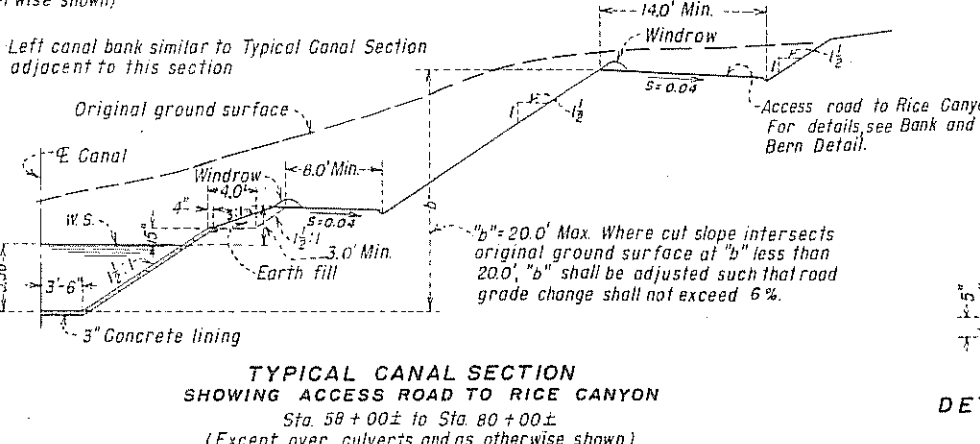 Left canal bank similar to Typical Canal Section
adjacent to this section
14.0' Min.
Windrow
Original ground surface
1
1½
S=0.04
1
1½
Access road to Rice
For details, see Bank and
Bern Detail.
℄ Canal
Windrow
4.0'
8.0' Min.
4"
3:1
W.S.
15"
1½:1
S=0.04
b
3.0' Min.
Earth fill
1½:1
3'-6"
3" Concrete lining
"b"= 20.0' Max. Where cut slope intersects
original ground surface at "b" less than
20.0', "b" shall be adjusted such that road
grade change shall not exceed 6%.
5"
TYPICAL CANAL SECTION
SHOWING ACCESS ROAD TO RICE CANYON
Sta. 58+00± to Sta. 80+00±
(Except over culverts and as otherwise shown)